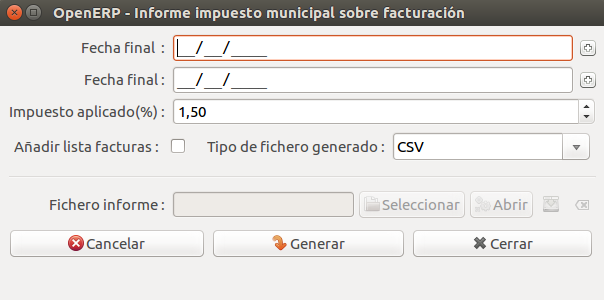 OpenERP - Informe impuesto municipal sobre facturación
Fecha final : __/__/____
Fecha final : __/__/____
Impuesto aplicado(%) : 1,50
Añadir lista facturas : Tipo de fichero generado : CSV
Fichero informe : Seleccionar Abrir
Cancelar Generar Cerrar